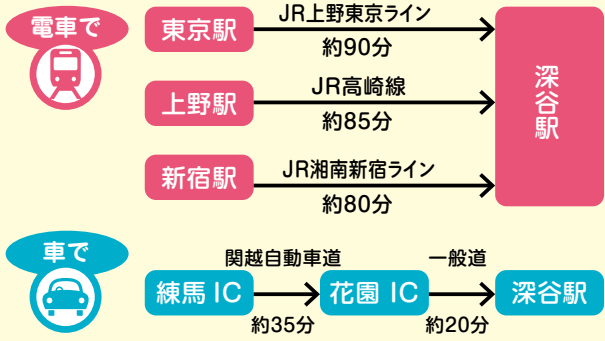 電車で
東京駅
JR上野東京ライン
約90分
上野駅
JR高崎線
約85分
新宿駅
JR湘南新宿ライン
約80分
深谷駅
車で
練馬 IC
関越自動車道
約35分
花園 IC
一般道
約20分
深谷駅